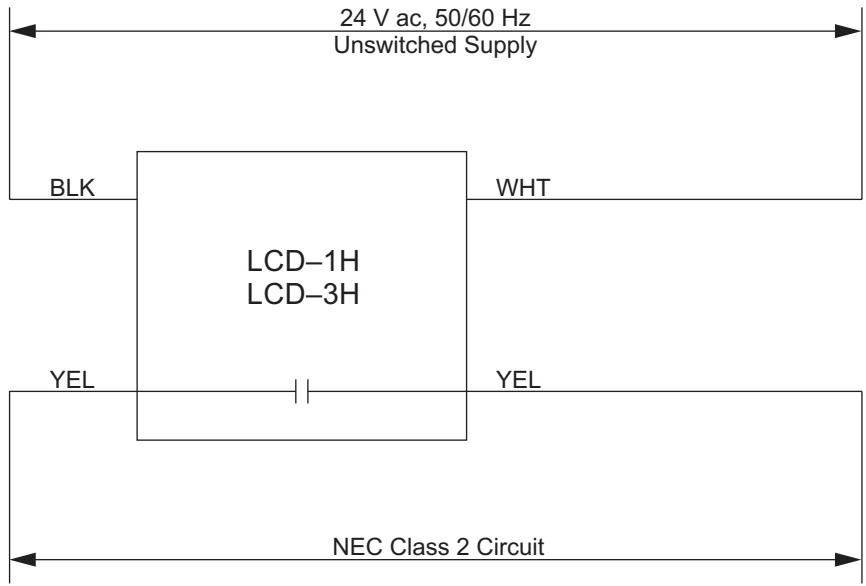 24 V ac, 50/60 Hz
Unswitched Supply
BLK
WHT
LCD–1H
LCD–3H
YEL
YEL
NEC Class 2 Circuit